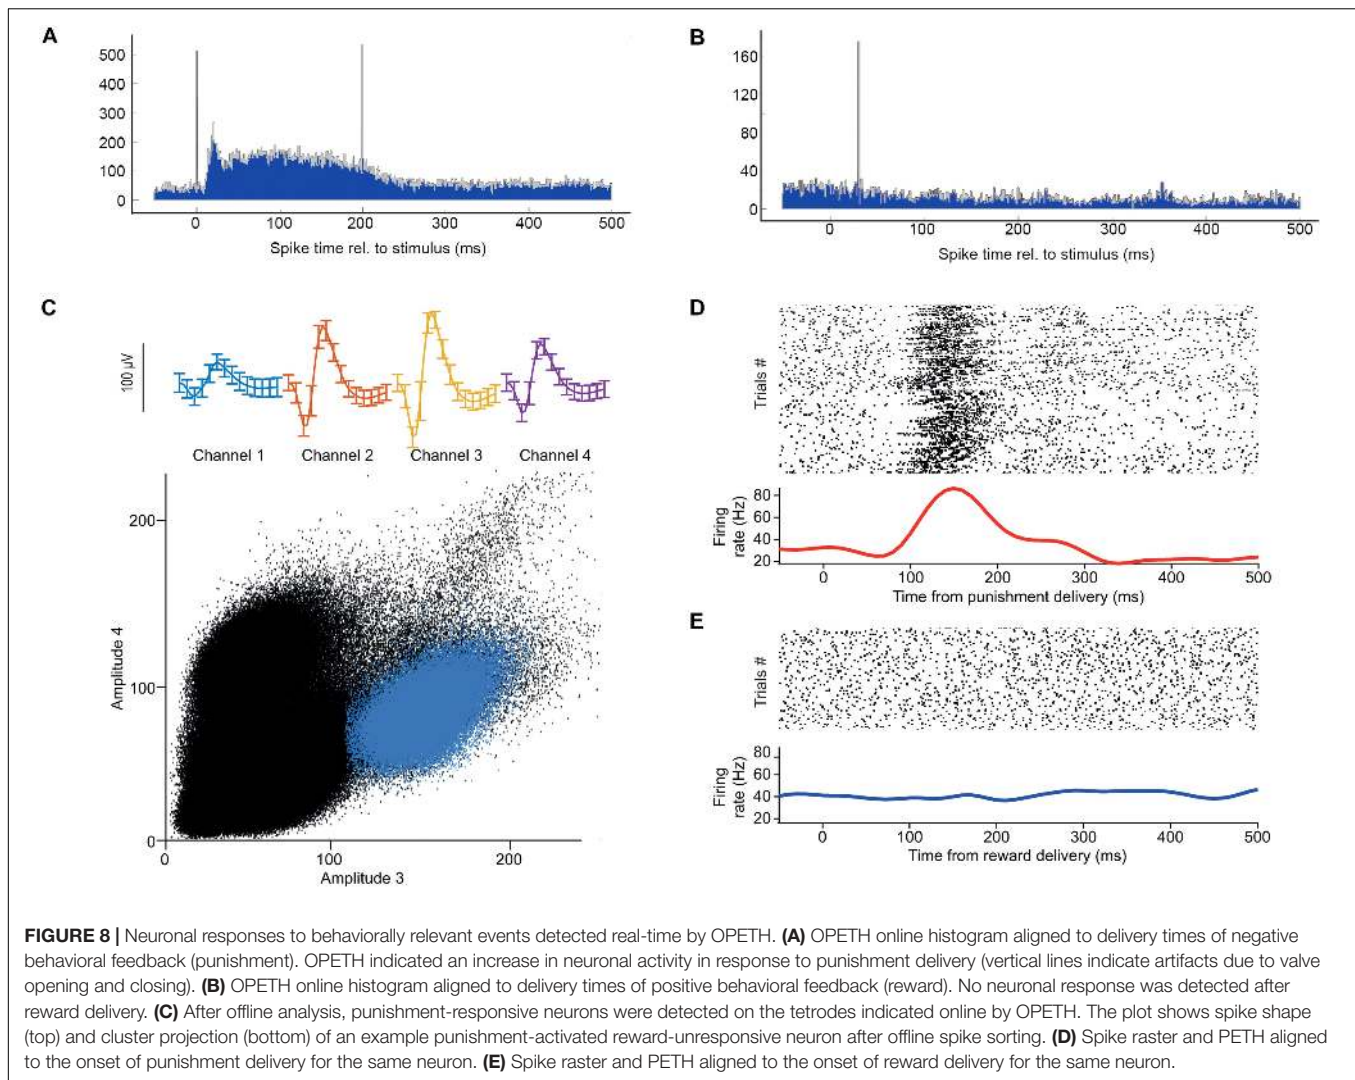 A
500
400
300
200
100
0
0 100 200 300 400 500
Spike time rel. to stimulus (ms)
B
160
120
80
40
0
0 100 200 300 400 500
Spike time rel. to stimulus (ms)
C
100 µV
Channel 1 Channel 2 Channel 3 Channel 4
200
100
0
Amplitude 4
0 100 200
Amplitude 3
D
Trials #
80
60
40
20
Firing
rate (Hz)
0 100 200 300 400 500
Time from punishment delivery (ms)
E
Trials #
80
60
40
20
Firing
rate (Hz)
0 100 200 300 400 500
Time from reward delivery (ms)
FIGURE 8 | Neuronal responses to behaviorally relevant events detected real-time by OPETH. (A) OPETH online histogram aligned to delivery times of negative
behavioral feedback (punishment). OPETH indicated an increase in neuronal activity in response to punishment delivery (vertical lines indicate artifacts due to valve
opening and closing). (B) OPETH online histogram aligned to delivery times of positive behavioral feedback (reward). No neuronal response was detected after
reward delivery. (C) After offline analysis, punishment-responsive neurons were detected on the tetrodes indicated online by OPETH. The plot shows spike shape
(top) and cluster projection (bottom) of an example punishment-activated reward-unresponsive neuron after offline spike sorting. (D) Spike raster and PETH aligned
to the onset of punishment delivery for the same neuron. (E) Spike raster and PETH aligned to the onset of reward delivery for the same neuron.